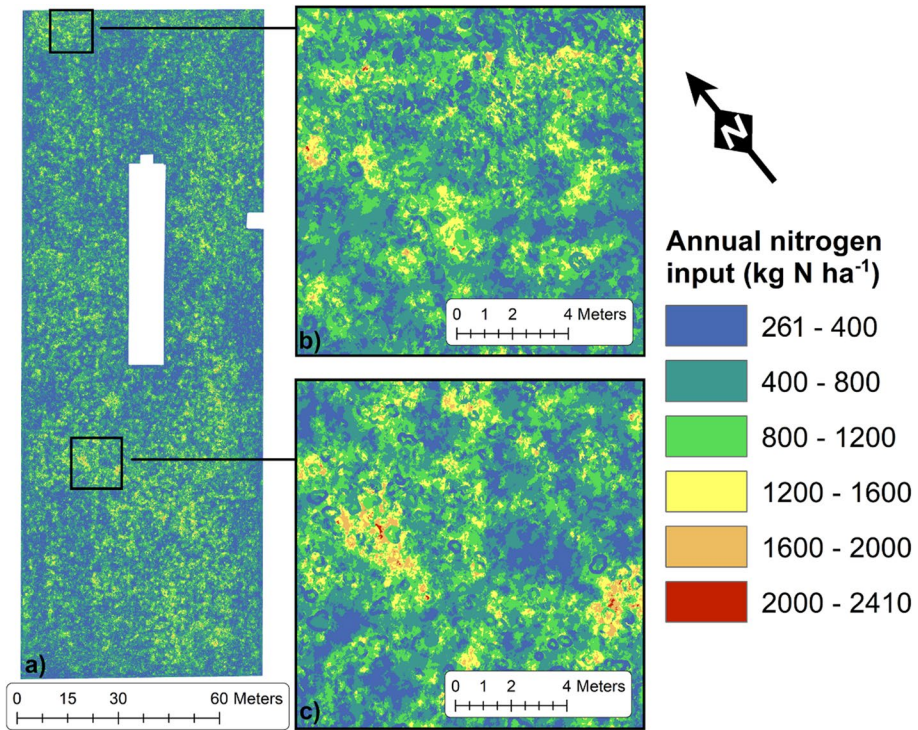 a)
0 15 30 60 Meters
b)
0 1 2 4 Meters
c)
0 1 2 4 Meters
N
Annual nitrogen
input (kg N ha⁻¹)
261 - 400
400 - 800
800 - 1200
1200 - 1600
1600 - 2000
2000 - 2410